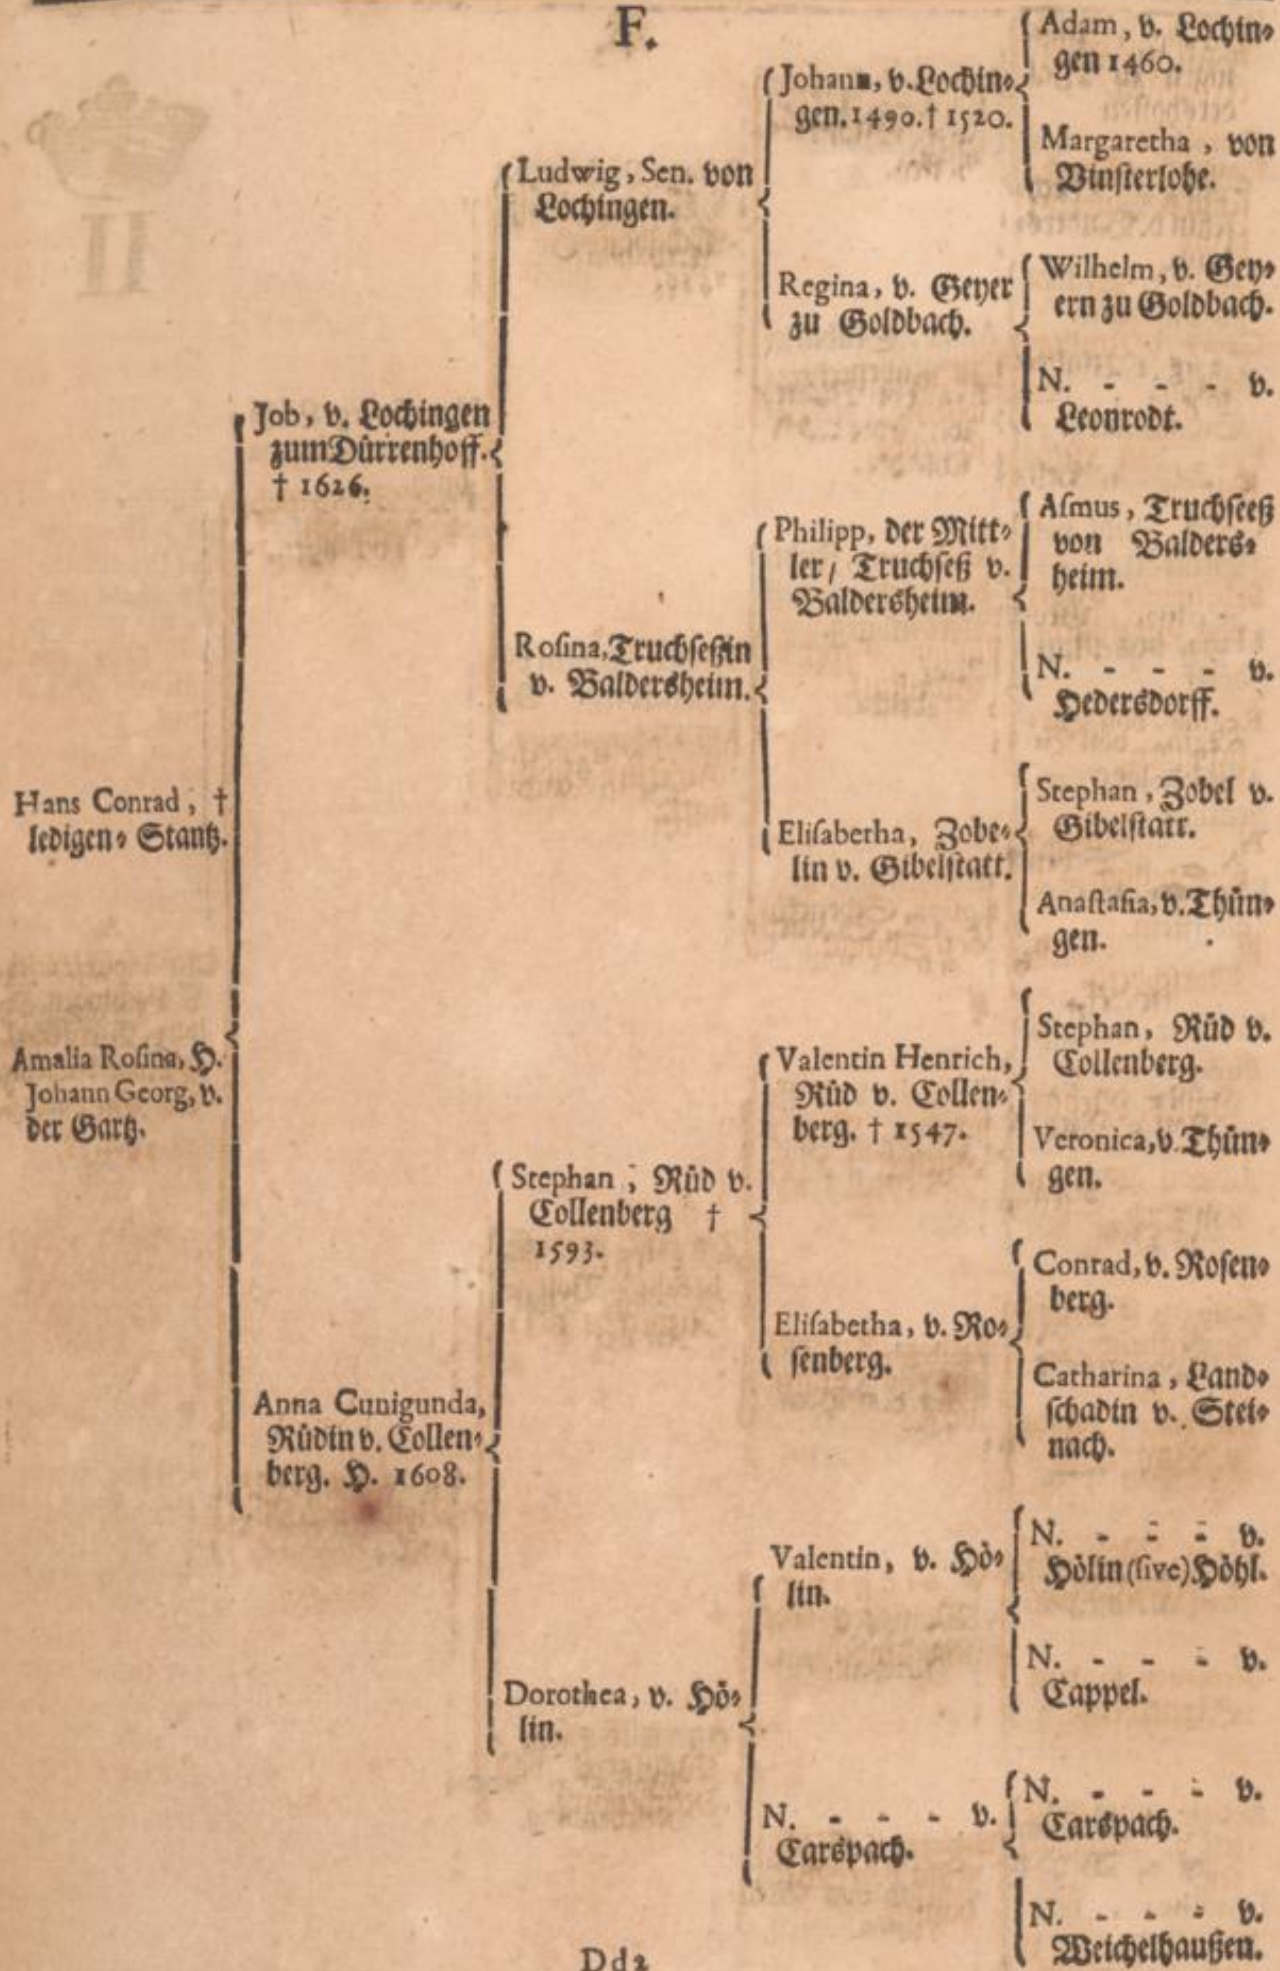 F.
Hans Conrad, †
ledigen⸗ Stantz.
Amalia Rosina, H.
Johann Georg, v.
der Gartz.
Job, v. Lochingen
zum Dürrenhoff.
† 1626.
Anna Cunigunda,
Rüdin v. Collen⸗
berg. H. 1608.
Ludwig, Sen. von
Lochingen.
Rosina, Truchseßin
v. Baldersheim.
Stephan, Rüd v.
Collenberg †
1593.
Dorothea, v. Hö⸗
lin.
Johann, v. Lochin⸗
gen. 1490. † 1520.
Regina, v. Geyer
zu Goldbach.
Philipp, der Mitt⸗
ler / Truchseß v.
Baldersheim.
Elisabetha, Zobe⸗
lin v. Gibelstatt.
Valentin Henrich,
Rüd v. Collen⸗
berg. † 1547.
Elisabetha, v. Ro⸗
senberg.
Valentin, v. Hö⸗
lin.
N. - - - v.
Carspach.
Adam, v. Lochin⸗
gen 1460.
Margaretha, von
Vinsterlohe.
Wilhelm, v. Gey⸗
ern zu Goldbach.
N. - - - v.
Leonrodt.
Asmus, Truchseeß
von Balders⸗
heim.
N. - - - v.
Hedersdorff.
Stephan, Zobel v.
Gibelstatt.
Anastasia, v. Thün⸗
gen.
Stephan, Rüd v.
Collenberg.
Veronica, v. Thün⸗
gen.
Conrad, v. Rosen⸗
berg.
Catharina, Land⸗
schadin v. Stei⸗
nach.
N. - - - v.
Hölin (sive) Höhl.
N. - - - v.
Cappel.
N. - - - v.
Carspach.
N. - - - v.
Weichelhaußen.
Dd2